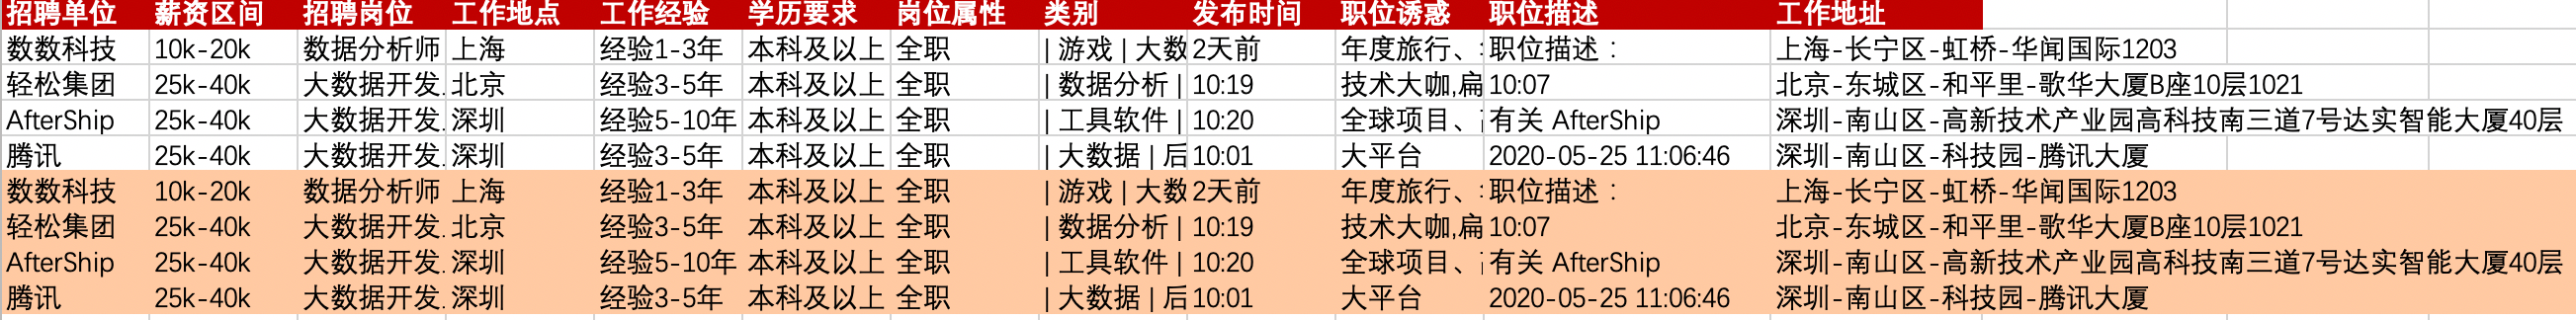 招聘单位 薪资区间 招聘岗位 工作地点 工作经验 学历要求 岗位属性 类别 发布时间 职位诱惑 职位描述 工作地址
数数科技 10k-20k 数据分析师 上海 经验1-3年 本科及以上 全职 | 游戏 | 大数 2天前 年度旅行、 职位描述： 上海-长宁区-虹桥-华闻国际1203
轻松集团 25k-40k 大数据开发 北京 经验3-5年 本科及以上 全职 | 数据分析 | 10:19 技术大咖,扁 10:07 北京-东城区-和平里-歌华大厦B座10层1021
AfterShip 25k-40k 大数据开发 深圳 经验5-10年 本科及以上 全职 | 工具软件 | 10:20 全球项目、 有关 AfterShip 深圳-南山区-高新技术产业园高科技南三道7号达实智能大厦40层
腾讯 25k-40k 大数据开发 深圳 经验3-5年 本科及以上 全职 | 大数据 | 后 10:01 大平台 2020-05-25 11:06:46 深圳-南山区-科技园-腾讯大厦
数数科技 10k-20k 数据分析师 上海 经验1-3年 本科及以上 全职 | 游戏 | 大数 2天前 年度旅行、 职位描述： 上海-长宁区-虹桥-华闻国际1203
轻松集团 25k-40k 大数据开发 北京 经验3-5年 本科及以上 全职 | 数据分析 | 10:19 技术大咖,扁 10:07 北京-东城区-和平里-歌华大厦B座10层1021
AfterShip 25k-40k 大数据开发 深圳 经验5-10年 本科及以上 全职 | 工具软件 | 10:20 全球项目、 有关 AfterShip 深圳-南山区-高新技术产业园高科技南三道7号达实智能大厦40层
腾讯 25k-40k 大数据开发 深圳 经验3-5年 本科及以上 全职 | 大数据 | 后 10:01 大平台 2020-05-25 11:06:46 深圳-南山区-科技园-腾讯大厦